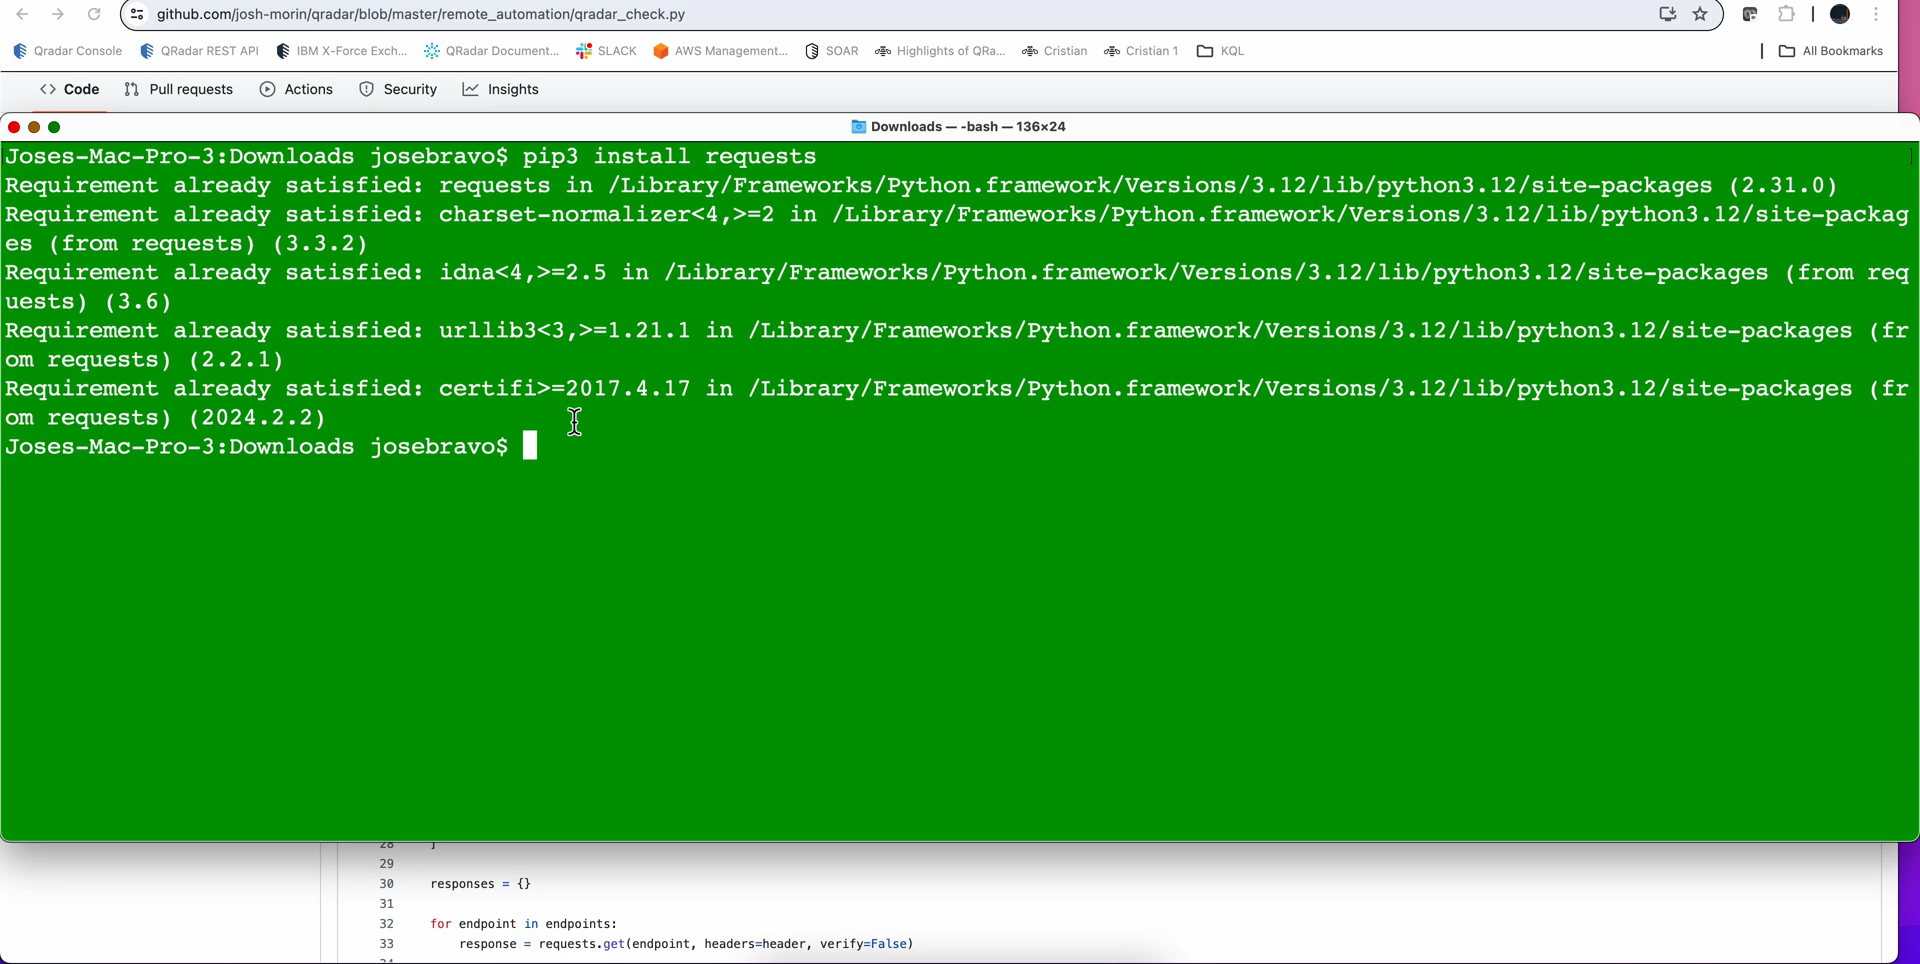 github.com/josh-morin/qradar/blob/master/remote_automation/qradar_check.py
Qradar Console QRadar REST API IBM X-Force Exch... QRadar Document... SLACK AWS Management... SOAR Highlights of QRa... Cristian Cristian 1 KQL All Bookmarks
Code Pull requests Actions Security Insights
Downloads — -bash — 136×24
Joses-Mac-Pro-3:Downloads josebravo$ pip3 install requests
Requirement already satisfied: requests in /Library/Frameworks/Python.framework/Versions/3.12/lib/python3.12/site-packages (2.31.0)
Requirement already satisfied: charset-normalizer<4,>=2 in /Library/Frameworks/Python.framework/Versions/3.12/lib/python3.12/site-packag
es (from requests) (3.3.2)
Requirement already satisfied: idna<4,>=2.5 in /Library/Frameworks/Python.framework/Versions/3.12/lib/python3.12/site-packages (from req
uests) (3.6)
Requirement already satisfied: urllib3<3,>=1.21.1 in /Library/Frameworks/Python.framework/Versions/3.12/lib/python3.12/site-packages (fr
om requests) (2.2.1)
Requirement already satisfied: certifi>=2017.4.17 in /Library/Frameworks/Python.framework/Versions/3.12/lib/python3.12/site-packages (fr
om requests) (2024.2.2)
Joses-Mac-Pro-3:Downloads josebravo$
28 ]
29
30 responses = {}
31
32 for endpoint in endpoints:
33 response = requests.get(endpoint, headers=header, verify=False)